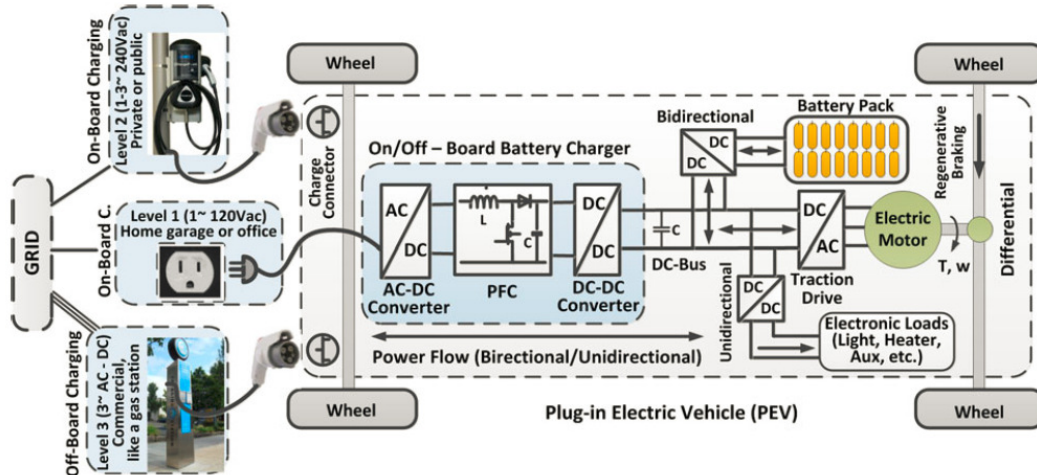 GRID
On-Board Charging
Level 2 (1-3~ 240Vac)
Private or public
On-Board C.
Level 1 (1~ 120Vac)
Home garage or office
Off-Board Charging
Level 3 (3~ AC - DC)
Commercial,
like a gas station
Charge
Connector
Wheel
Wheel
Wheel
Wheel
On/Off – Board Battery Charger
AC
DC
AC-DC
Converter
L
C
PFC
DC
DC
DC-DC
Converter
Power Flow (Birectional/Unidirectional)
C
DC-Bus
Bidirectional
DC
DC
Battery Pack
DC
AC
Traction
Drive
Electric
Motor
Regenerative
Braking
T, w
Differential
Unidirectional
DC
DC
Electronic Loads
(Light, Heater,
Aux, etc.)
Plug-in Electric Vehicle (PEV)